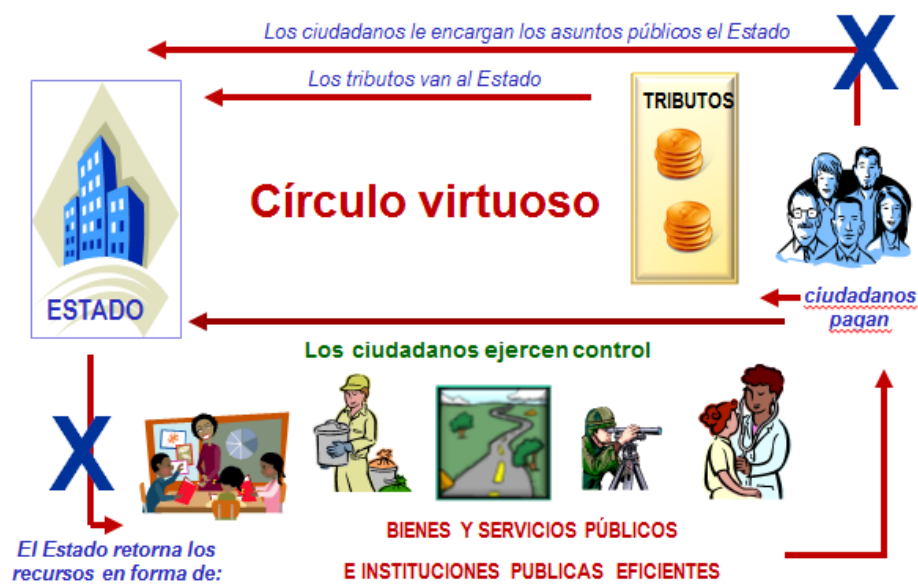 Los ciudadanos le encargan los asuntos públicos el Estado
X
Los tributos van al Estado
TRIBUTOS
Círculo virtuoso
ESTADO
ciudadanos
pagan
Los ciudadanos ejercen control
X
BIENES Y SERVICIOS PÚBLICOS
E INSTITUCIONES PUBLICAS EFICIENTES
El Estado retorna los
recursos en forma de: